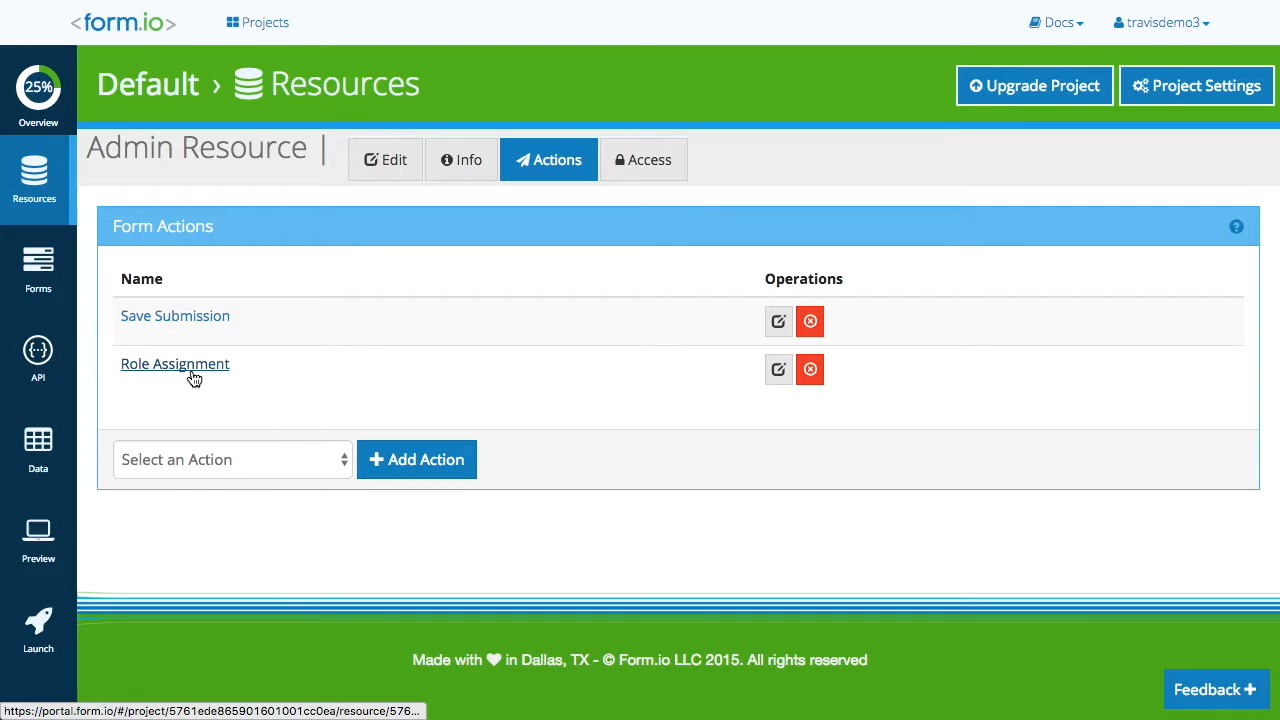 <form.io>
Projects
Docs
travisdemo3
25%
Overview
Default › Resources
Upgrade Project
Project Settings
Admin Resource |
Edit
Info
Actions
Access
Resources
Form Actions
Name
Operations
Save Submission
Role Assignment
Select an Action
Add Action
Forms
API
Data
Preview
Launch
Made with ❤ in Dallas, TX - © Form.io LLC 2015. All rights reserved
Feedback +
https://portal.form.io/#/project/5761ede865901601001cc0ea/resource/576...